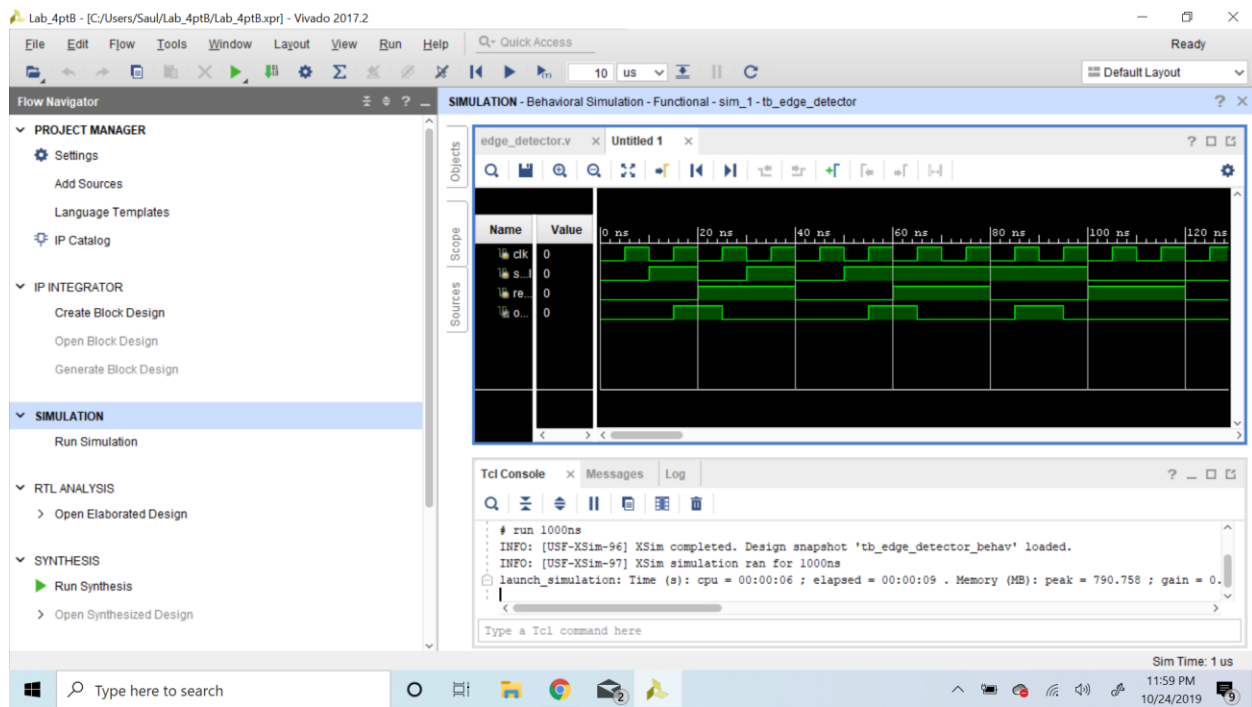 Lab_4ptB - [C:/Users/Saul/Lab_4ptB/Lab_4ptB.xpr] - Vivado 2017.2
File Edit Flow Tools Window Layout View Run Help Quick Access Ready
10 us Default Layout
Flow Navigator
PROJECT MANAGER
Settings
Add Sources
Language Templates
IP Catalog
IP INTEGRATOR
Create Block Design
Open Block Design
Generate Block Design
SIMULATION
Run Simulation
RTL ANALYSIS
Open Elaborated Design
SYNTHESIS
Run Synthesis
Open Synthesized Design
SIMULATION - Behavioral Simulation - Functional - sim_1 - tb_edge_detector
Objects
Scope
Sources
edge_detector.v Untitled 1
Name Value 0 ns 20 ns 40 ns 60 ns 80 ns 100 ns 120 ns
clk 0
s...l 0
re... 0
o... 0
Tcl Console Messages Log
# run 1000ns
INFO: [USF-XSim-96] XSim completed. Design snapshot 'tb_edge_detector_behav' loaded.
INFO: [USF-XSim-97] XSim simulation ran for 1000ns
launch_simulation: Time (s): cpu = 00:00:06 ; elapsed = 00:00:09 . Memory (MB): peak = 790.758 ; gain = 0.
Type a Tcl command here
Sim Time: 1 us
Type here to search
2
11:59 PM
10/24/2019
9